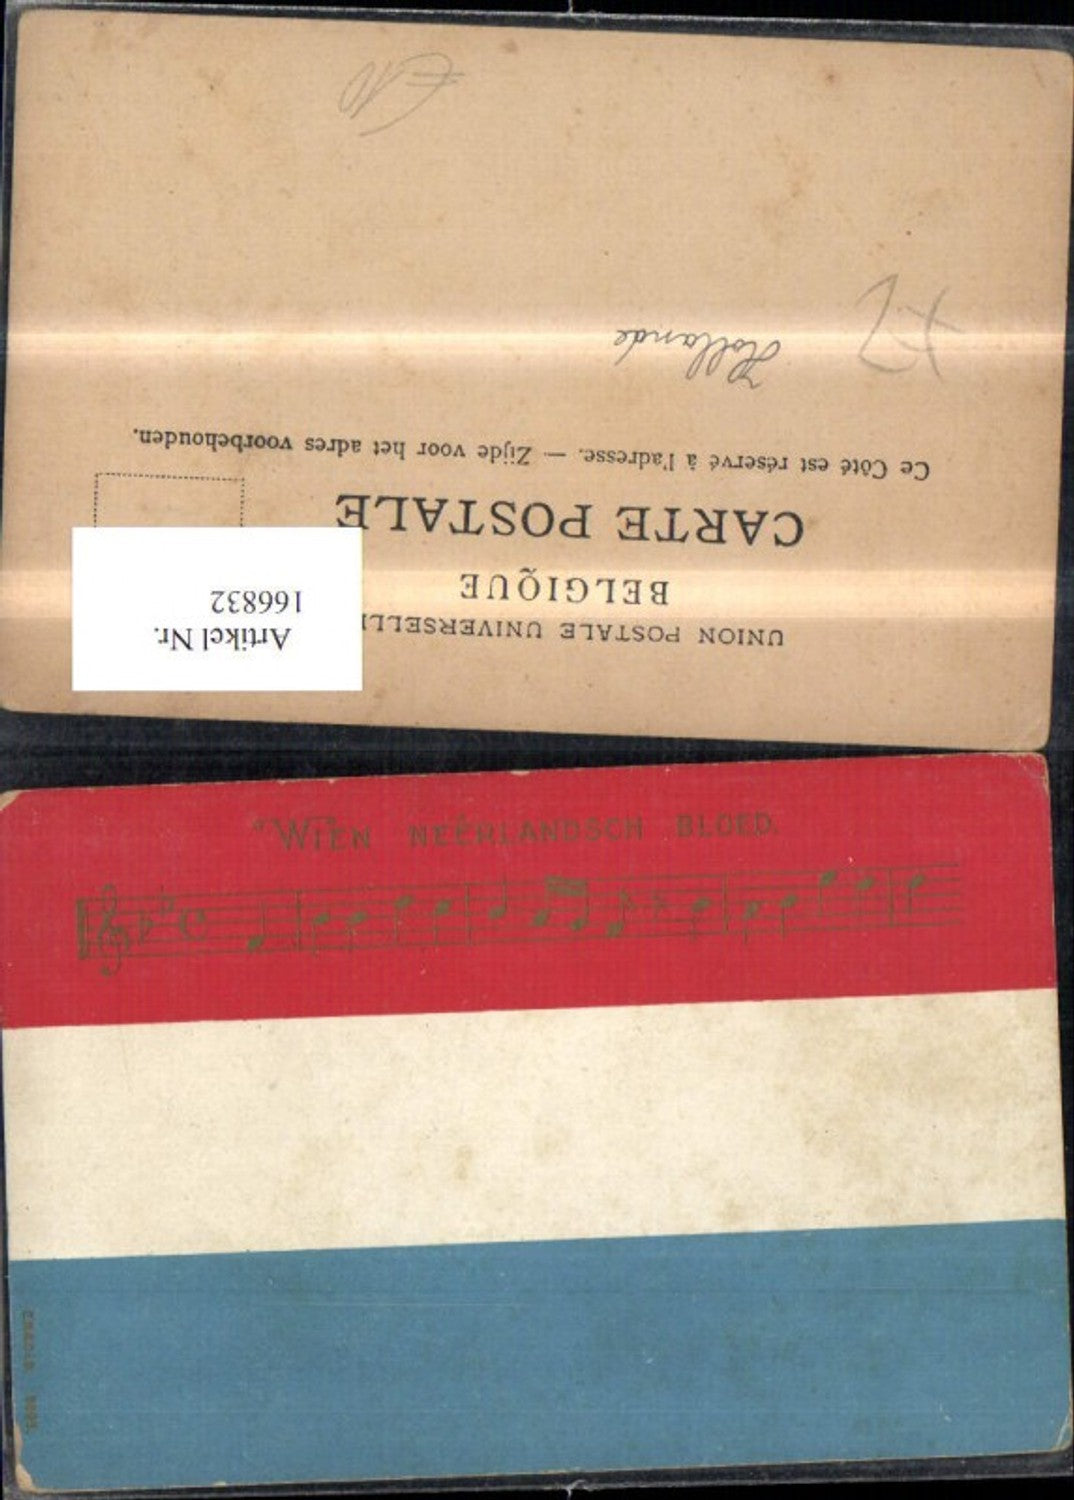 UNION POSTALE UNIVERSELLE
BELGIQUE
CARTE POSTALE
Ce Côté est réservé à l'adresse. — Zijde voor het adres voorbehouden.
Hollande
Artikel Nr.
166832
"WIEN NEÊRLANDSCH BLOED.